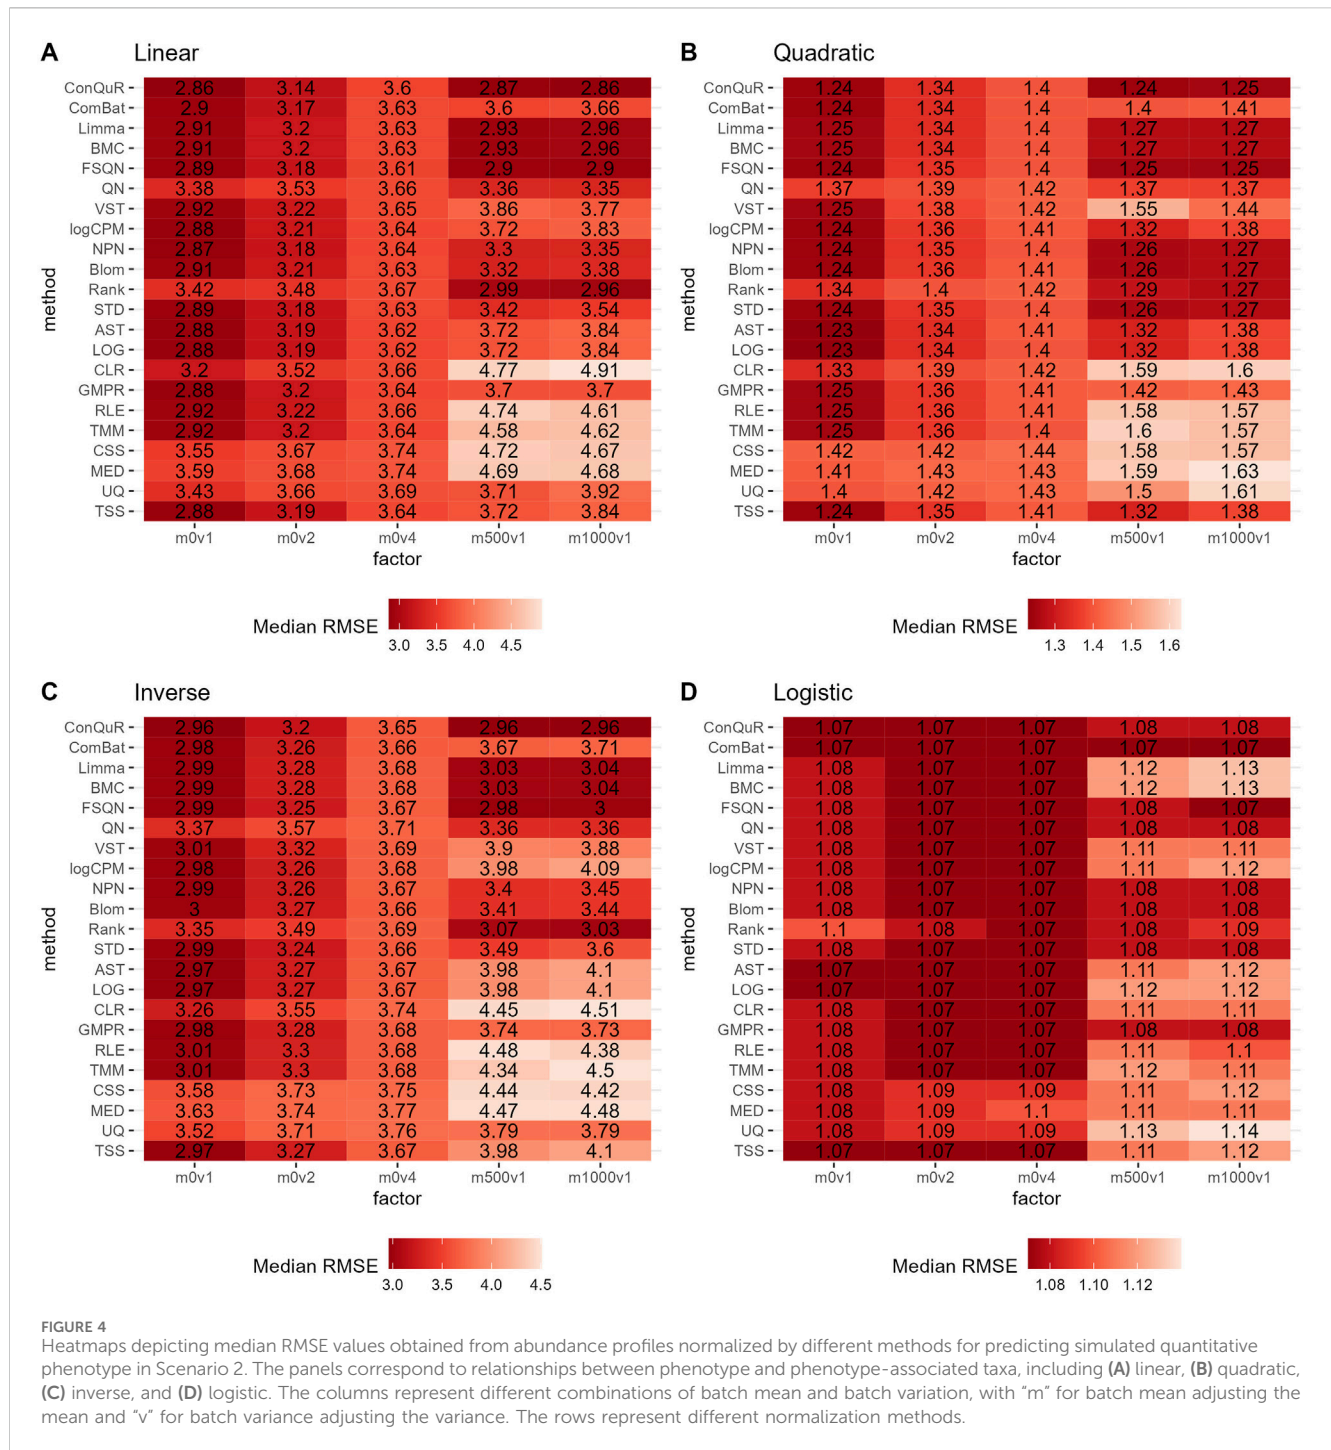 A Linear
method
ConQuR 2.86 3.14 3.6 2.87 2.86
ComBat 2.9 3.17 3.63 3.6 3.66
Limma 2.91 3.2 3.63 2.93 2.96
BMC 2.91 3.2 3.63 2.93 2.96
FSQN 2.89 3.18 3.61 2.9 2.9
QN 3.38 3.53 3.66 3.36 3.35
VST 2.92 3.22 3.65 3.86 3.77
logCPM 2.88 3.21 3.64 3.72 3.83
NPN 2.87 3.18 3.64 3.3 3.35
Blom 2.91 3.21 3.63 3.32 3.38
Rank 3.42 3.48 3.67 2.99 2.96
STD 2.89 3.18 3.63 3.42 3.54
AST 2.88 3.19 3.62 3.72 3.84
LOG 2.88 3.19 3.62 3.72 3.84
CLR 3.2 3.52 3.66 4.77 4.91
GMPR 2.88 3.2 3.64 3.7 3.7
RLE 2.92 3.22 3.66 4.74 4.61
TMM 2.92 3.2 3.64 4.58 4.62
CSS 3.55 3.67 3.74 4.72 4.67
MED 3.59 3.68 3.74 4.69 4.68
UQ 3.43 3.66 3.69 3.71 3.92
TSS 2.88 3.19 3.64 3.72 3.84
m0v1 m0v2 m0v4 m500v1 m1000v1
factor
Median RMSE
3.0 3.5 4.0 4.5
B Quadratic
method
ConQuR 1.24 1.34 1.4 1.24 1.25
ComBat 1.24 1.34 1.4 1.4 1.41
Limma 1.25 1.34 1.4 1.27 1.27
BMC 1.25 1.34 1.4 1.27 1.27
FSQN 1.24 1.35 1.4 1.25 1.25
QN 1.37 1.39 1.42 1.37 1.37
VST 1.25 1.38 1.42 1.55 1.44
logCPM 1.24 1.36 1.41 1.32 1.38
NPN 1.24 1.35 1.4 1.26 1.27
Blom 1.24 1.36 1.41 1.26 1.27
Rank 1.34 1.4 1.42 1.29 1.27
STD 1.24 1.35 1.4 1.26 1.27
AST 1.23 1.34 1.41 1.32 1.38
LOG 1.23 1.34 1.4 1.32 1.38
CLR 1.33 1.39 1.42 1.59 1.6
GMPR 1.25 1.36 1.41 1.42 1.43
RLE 1.25 1.36 1.41 1.58 1.57
TMM 1.25 1.36 1.4 1.6 1.57
CSS 1.42 1.42 1.44 1.58 1.57
MED 1.41 1.43 1.43 1.59 1.63
UQ 1.4 1.42 1.43 1.5 1.61
TSS 1.24 1.35 1.41 1.32 1.38
m0v1 m0v2 m0v4 m500v1 m1000v1
factor
Median RMSE
1.3 1.4 1.5 1.6
C Inverse
method
ConQuR 2.96 3.2 3.65 2.96 2.96
ComBat 2.98 3.26 3.66 3.67 3.71
Limma 2.99 3.28 3.68 3.03 3.04
BMC 2.99 3.28 3.68 3.03 3.04
FSQN 2.99 3.25 3.67 2.98 3
QN 3.37 3.57 3.71 3.36 3.36
VST 3.01 3.32 3.69 3.9 3.88
logCPM 2.98 3.26 3.68 3.98 4.09
NPN 2.99 3.26 3.67 3.4 3.45
Blom 3 3.27 3.66 3.41 3.44
Rank 3.35 3.49 3.69 3.07 3.03
STD 2.99 3.24 3.66 3.49 3.6
AST 2.97 3.27 3.67 3.98 4.1
LOG 2.97 3.27 3.67 3.98 4.1
CLR 3.26 3.55 3.74 4.45 4.51
GMPR 2.98 3.28 3.68 3.74 3.73
RLE 3.01 3.3 3.68 4.48 4.38
TMM 3.01 3.3 3.68 4.34 4.5
CSS 3.58 3.73 3.75 4.44 4.42
MED 3.63 3.74 3.77 4.47 4.48
UQ 3.52 3.71 3.76 3.79 3.79
TSS 2.97 3.27 3.67 3.98 4.1
m0v1 m0v2 m0v4 m500v1 m1000v1
factor
Median RMSE
3.0 3.5 4.0 4.5
D Logistic
method
ConQuR 1.07 1.07 1.07 1.08 1.08
ComBat 1.07 1.07 1.07 1.07 1.07
Limma 1.08 1.07 1.07 1.12 1.13
BMC 1.08 1.07 1.07 1.12 1.13
FSQN 1.08 1.07 1.07 1.08 1.07
QN 1.08 1.07 1.07 1.08 1.08
VST 1.08 1.07 1.07 1.11 1.11
logCPM 1.08 1.07 1.07 1.11 1.12
NPN 1.08 1.07 1.07 1.08 1.08
Blom 1.08 1.07 1.07 1.08 1.08
Rank 1.1 1.08 1.07 1.08 1.09
STD 1.08 1.07 1.07 1.08 1.08
AST 1.07 1.07 1.07 1.11 1.12
LOG 1.07 1.07 1.07 1.12 1.12
CLR 1.08 1.07 1.07 1.11 1.11
GMPR 1.08 1.07 1.07 1.08 1.08
RLE 1.08 1.07 1.07 1.11 1.1
TMM 1.08 1.07 1.07 1.12 1.11
CSS 1.08 1.09 1.09 1.11 1.12
MED 1.08 1.09 1.1 1.11 1.11
UQ 1.08 1.09 1.09 1.13 1.14
TSS 1.07 1.07 1.07 1.11 1.12
m0v1 m0v2 m0v4 m500v1 m1000v1
factor
Median RMSE
1.08 1.10 1.12
FIGURE 4
Heatmaps depicting median RMSE values obtained from abundance profiles normalized by different methods for predicting simulated quantitative
phenotype in Scenario 2. The panels correspond to relationships between phenotype and phenotype-associated taxa, including (A) linear, (B) quadratic,
(C) inverse, and (D) logistic. The columns represent different combinations of batch mean and batch variation, with "m" for batch mean adjusting the
mean and "v" for batch variance adjusting the variance. The rows represent different normalization methods.